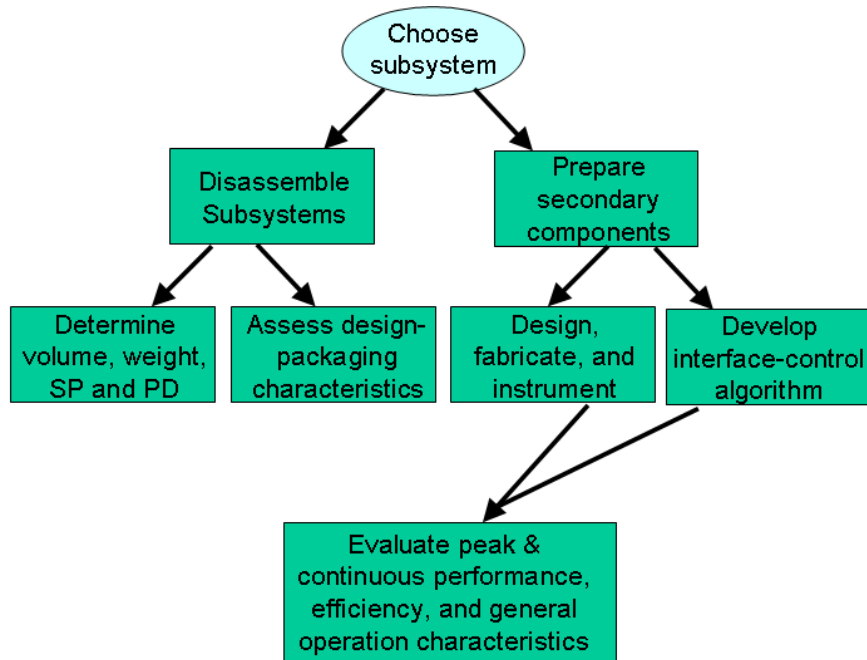 Choose
subsystem
Disassemble
Subsystems
Prepare
secondary
components
Determine
volume, weight,
SP and PD
Assess design-
packaging
characteristics
Design,
fabricate, and
instrument
Develop
interface-control
algorithm
Evaluate peak &
continuous performance,
efficiency, and general
operation characteristics